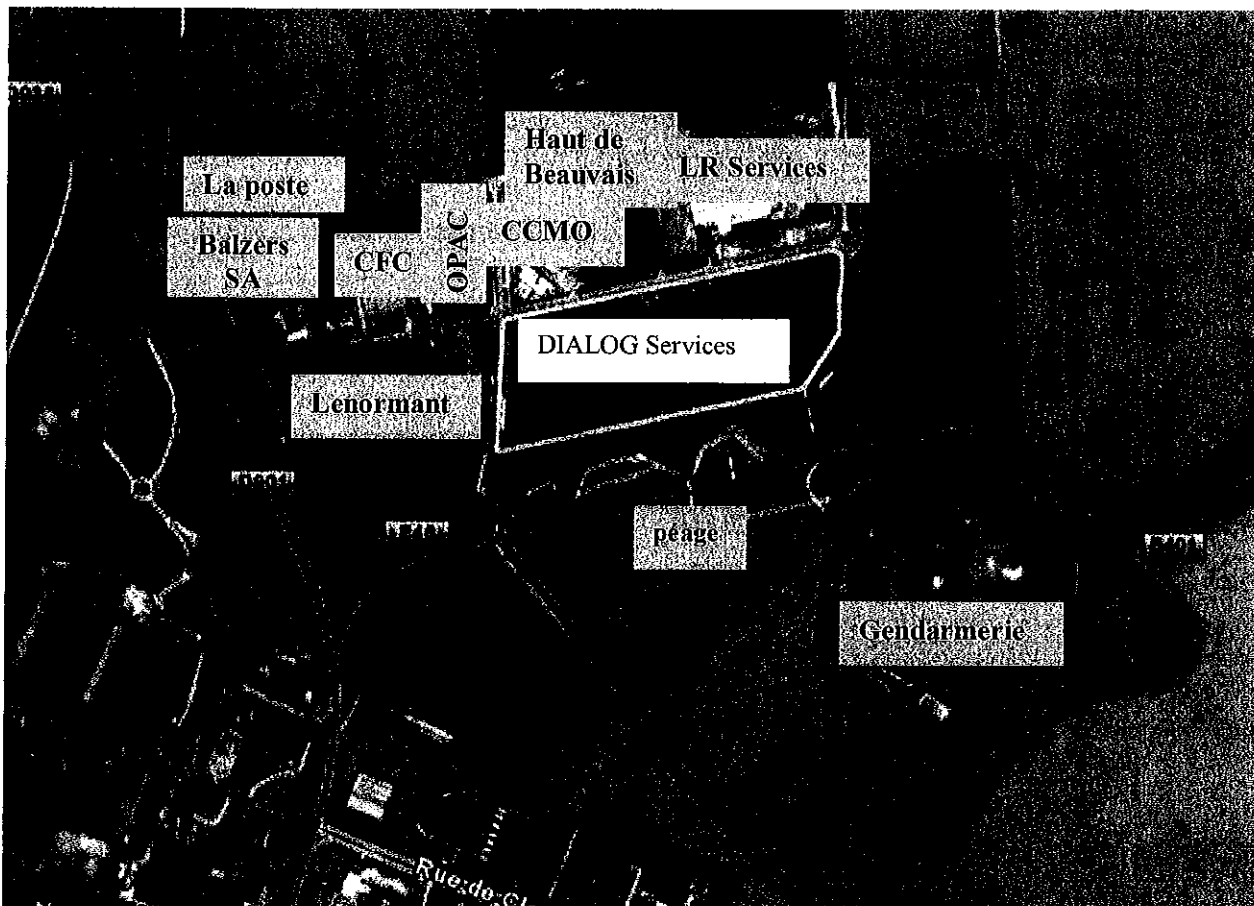 Haut de
Beauvais
LR Services
La poste
OPAC
CCMO
Balzers
SA
CFC
DIALOG Services
Lenormant
péage
Gendarmerie